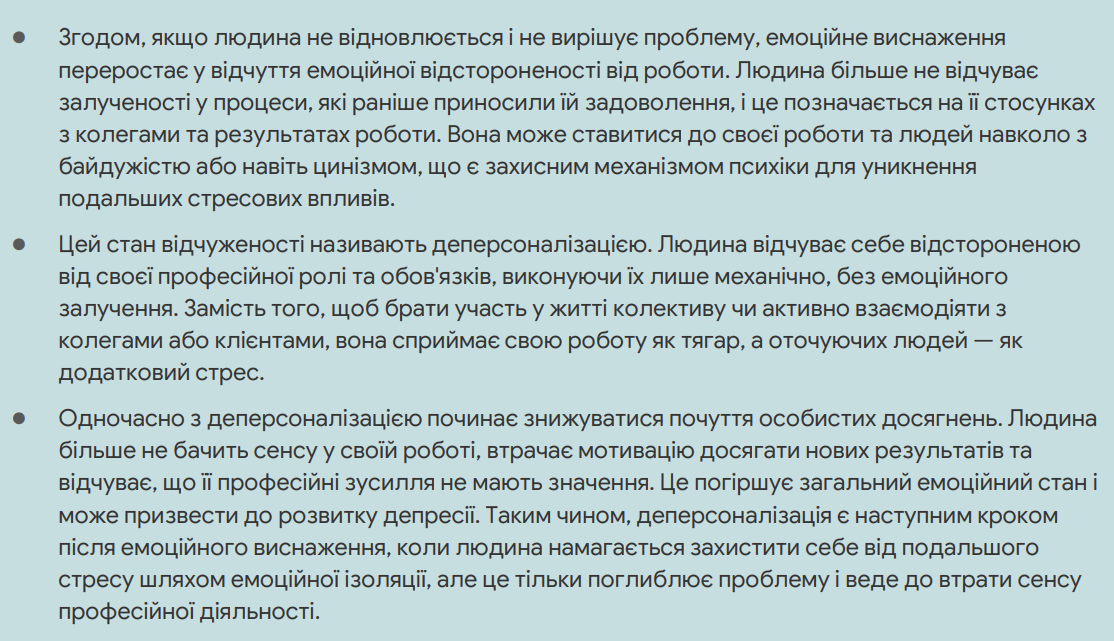 ● Згодом, якщо людина не відновлюється і не вирішує проблему, емоційне виснаження
переростає у відчуття емоційної відстороненості від роботи. Людина більше не відчуває
залученості у процеси, які раніше приносили їй задоволення, і це позначається на її стосунках
з колегами та результатах роботи. Вона може ставитися до своєї роботи та людей навколо з
байдужістю або навіть цинізмом, що є захисним механізмом психіки для уникнення
подальших стресових впливів.
● Цей стан відчуженості називають деперсоналізацією. Людина відчуває себе відстороненою
від своєї професійної ролі та обов'язків, виконуючи їх лише механічно, без емоційного
залучення. Замість того, щоб брати участь у житті колективу чи активно взаємодіяти з
колегами або клієнтами, вона сприймає свою роботу як тягар, а оточуючих людей — як
додатковий стрес.
● Одночасно з деперсоналізацією починає знижуватися почуття особистих досягнень. Людина
більше не бачить сенсу у своїй роботі, втрачає мотивацію досягати нових результатів та
відчуває, що її професійні зусилля не мають значення. Це погіршує загальний емоційний стан і
може призвести до розвитку депресії. Таким чином, деперсоналізація є наступним кроком
після емоційного виснаження, коли людина намагається захистити себе від подальшого
стресу шляхом емоційної ізоляції, але це тільки поглиблює проблему і веде до втрати сенсу
професійної діяльності.